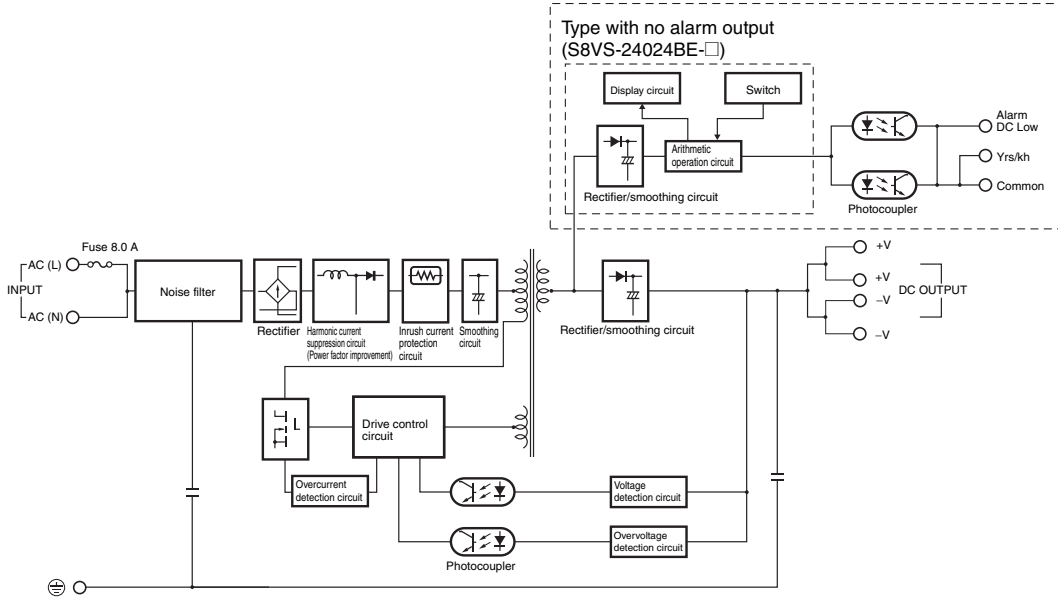 Type with no alarm output
(S8VS-24024BE-□)
Display circuit
Switch
Arithmetic
operation circuit
Rectifier/smoothing circuit
Alarm
DC Low
Yrs/kh
Common
Photocoupler
Fuse 8.0 A
AC (L)
INPUT
AC (N)
Noise filter
Rectifier
Harmonic current
suppression circuit
(Power factor improvement)
Inrush current
protection
circuit
Smoothing
circuit
Rectifier/smoothing circuit
+V
+V
DC OUTPUT
–V
–V
Drive control
circuit
Overcurrent
detection circuit
Voltage
detection circuit
Overvoltage
detection circuit
Photocoupler